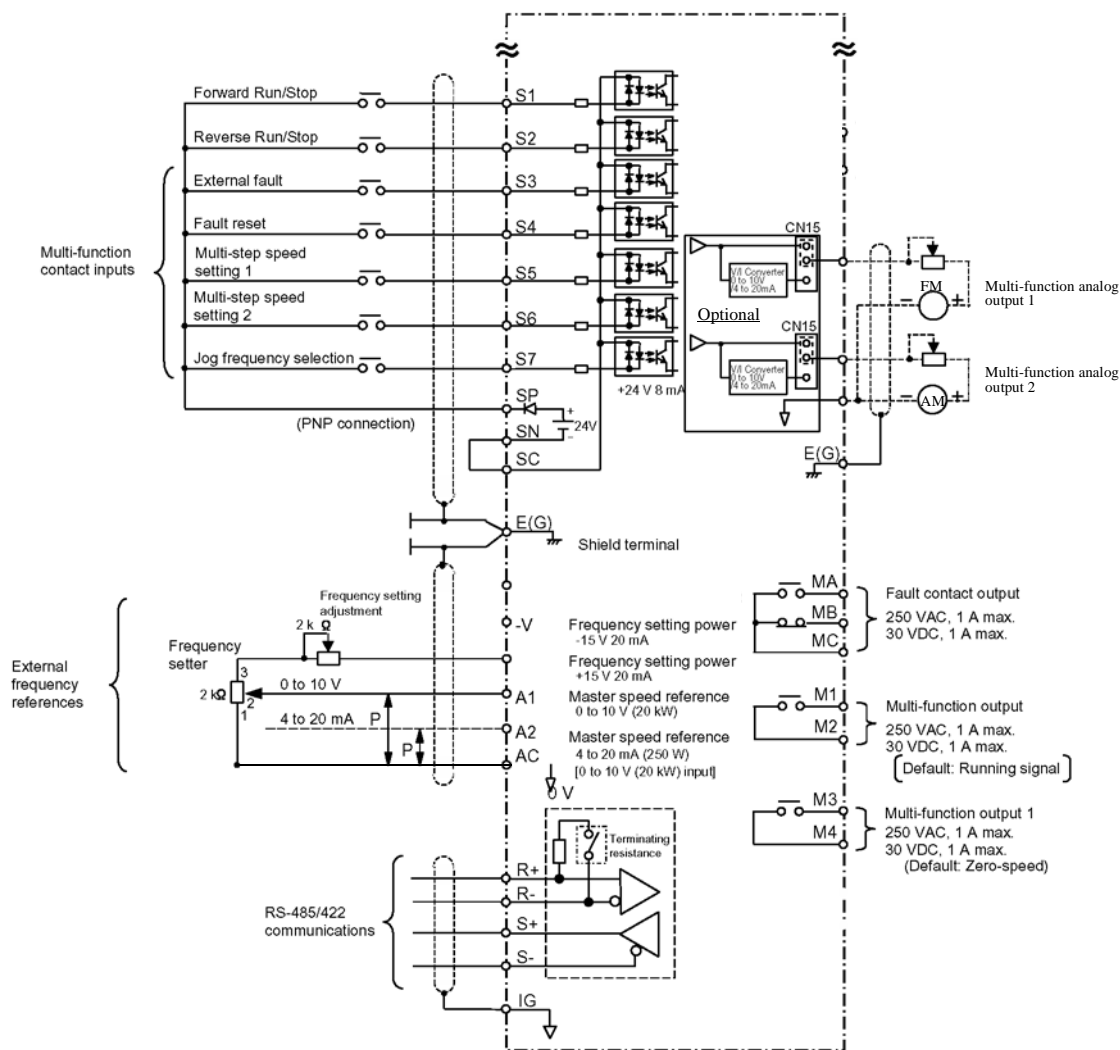 Forward Run/Stop
S1
Reverse Run/Stop
S2
External fault
S3
Fault reset
S4
Multi-function
contact inputs
Multi-step speed
setting 1
S5
Multi-step speed
setting 2
S6
Jog frequency selection
S7
+24 V 8 mA
SP
(PNP connection)
+
24V
−
SN
SC
CN15
V/I Converter
0 to 10V
/4 to 20mA
Optional
CN15
V/I Converter
0 to 10V
/4 to 20mA
FM
− +
Multi-function analog
output 1
AM
− +
Multi-function analog
output 2
E(G)
E(G)
Shield terminal
Frequency setting
adjustment
2 k Ω
-V
Frequency setting power
-15 V 20 mA
Frequency setting power
+15 V 20 mA
Frequency
setter
3
2 kΩ
2
1
0 to 10 V
A1
Master speed reference
0 to 10 V (20 kW)
External
frequency
references
4 to 20 mA
P
P
A2
Master speed reference
4 to 20 mA (250 W)
[0 to 10 V (20 kW) input]
AC
0 V
MA
MB
MC
Fault contact output
250 VAC, 1 A max.
30 VDC, 1 A max.
M1
M2
Multi-function output
250 VAC, 1 A max.
30 VDC, 1 A max.
Default: Running signal
M3
M4
Multi-function output 1
250 VAC, 1 A max.
30 VDC, 1 A max.
(Default: Zero-speed)
Terminating
resistance
RS-485/422
communications
R+
R-
S+
S-
IG